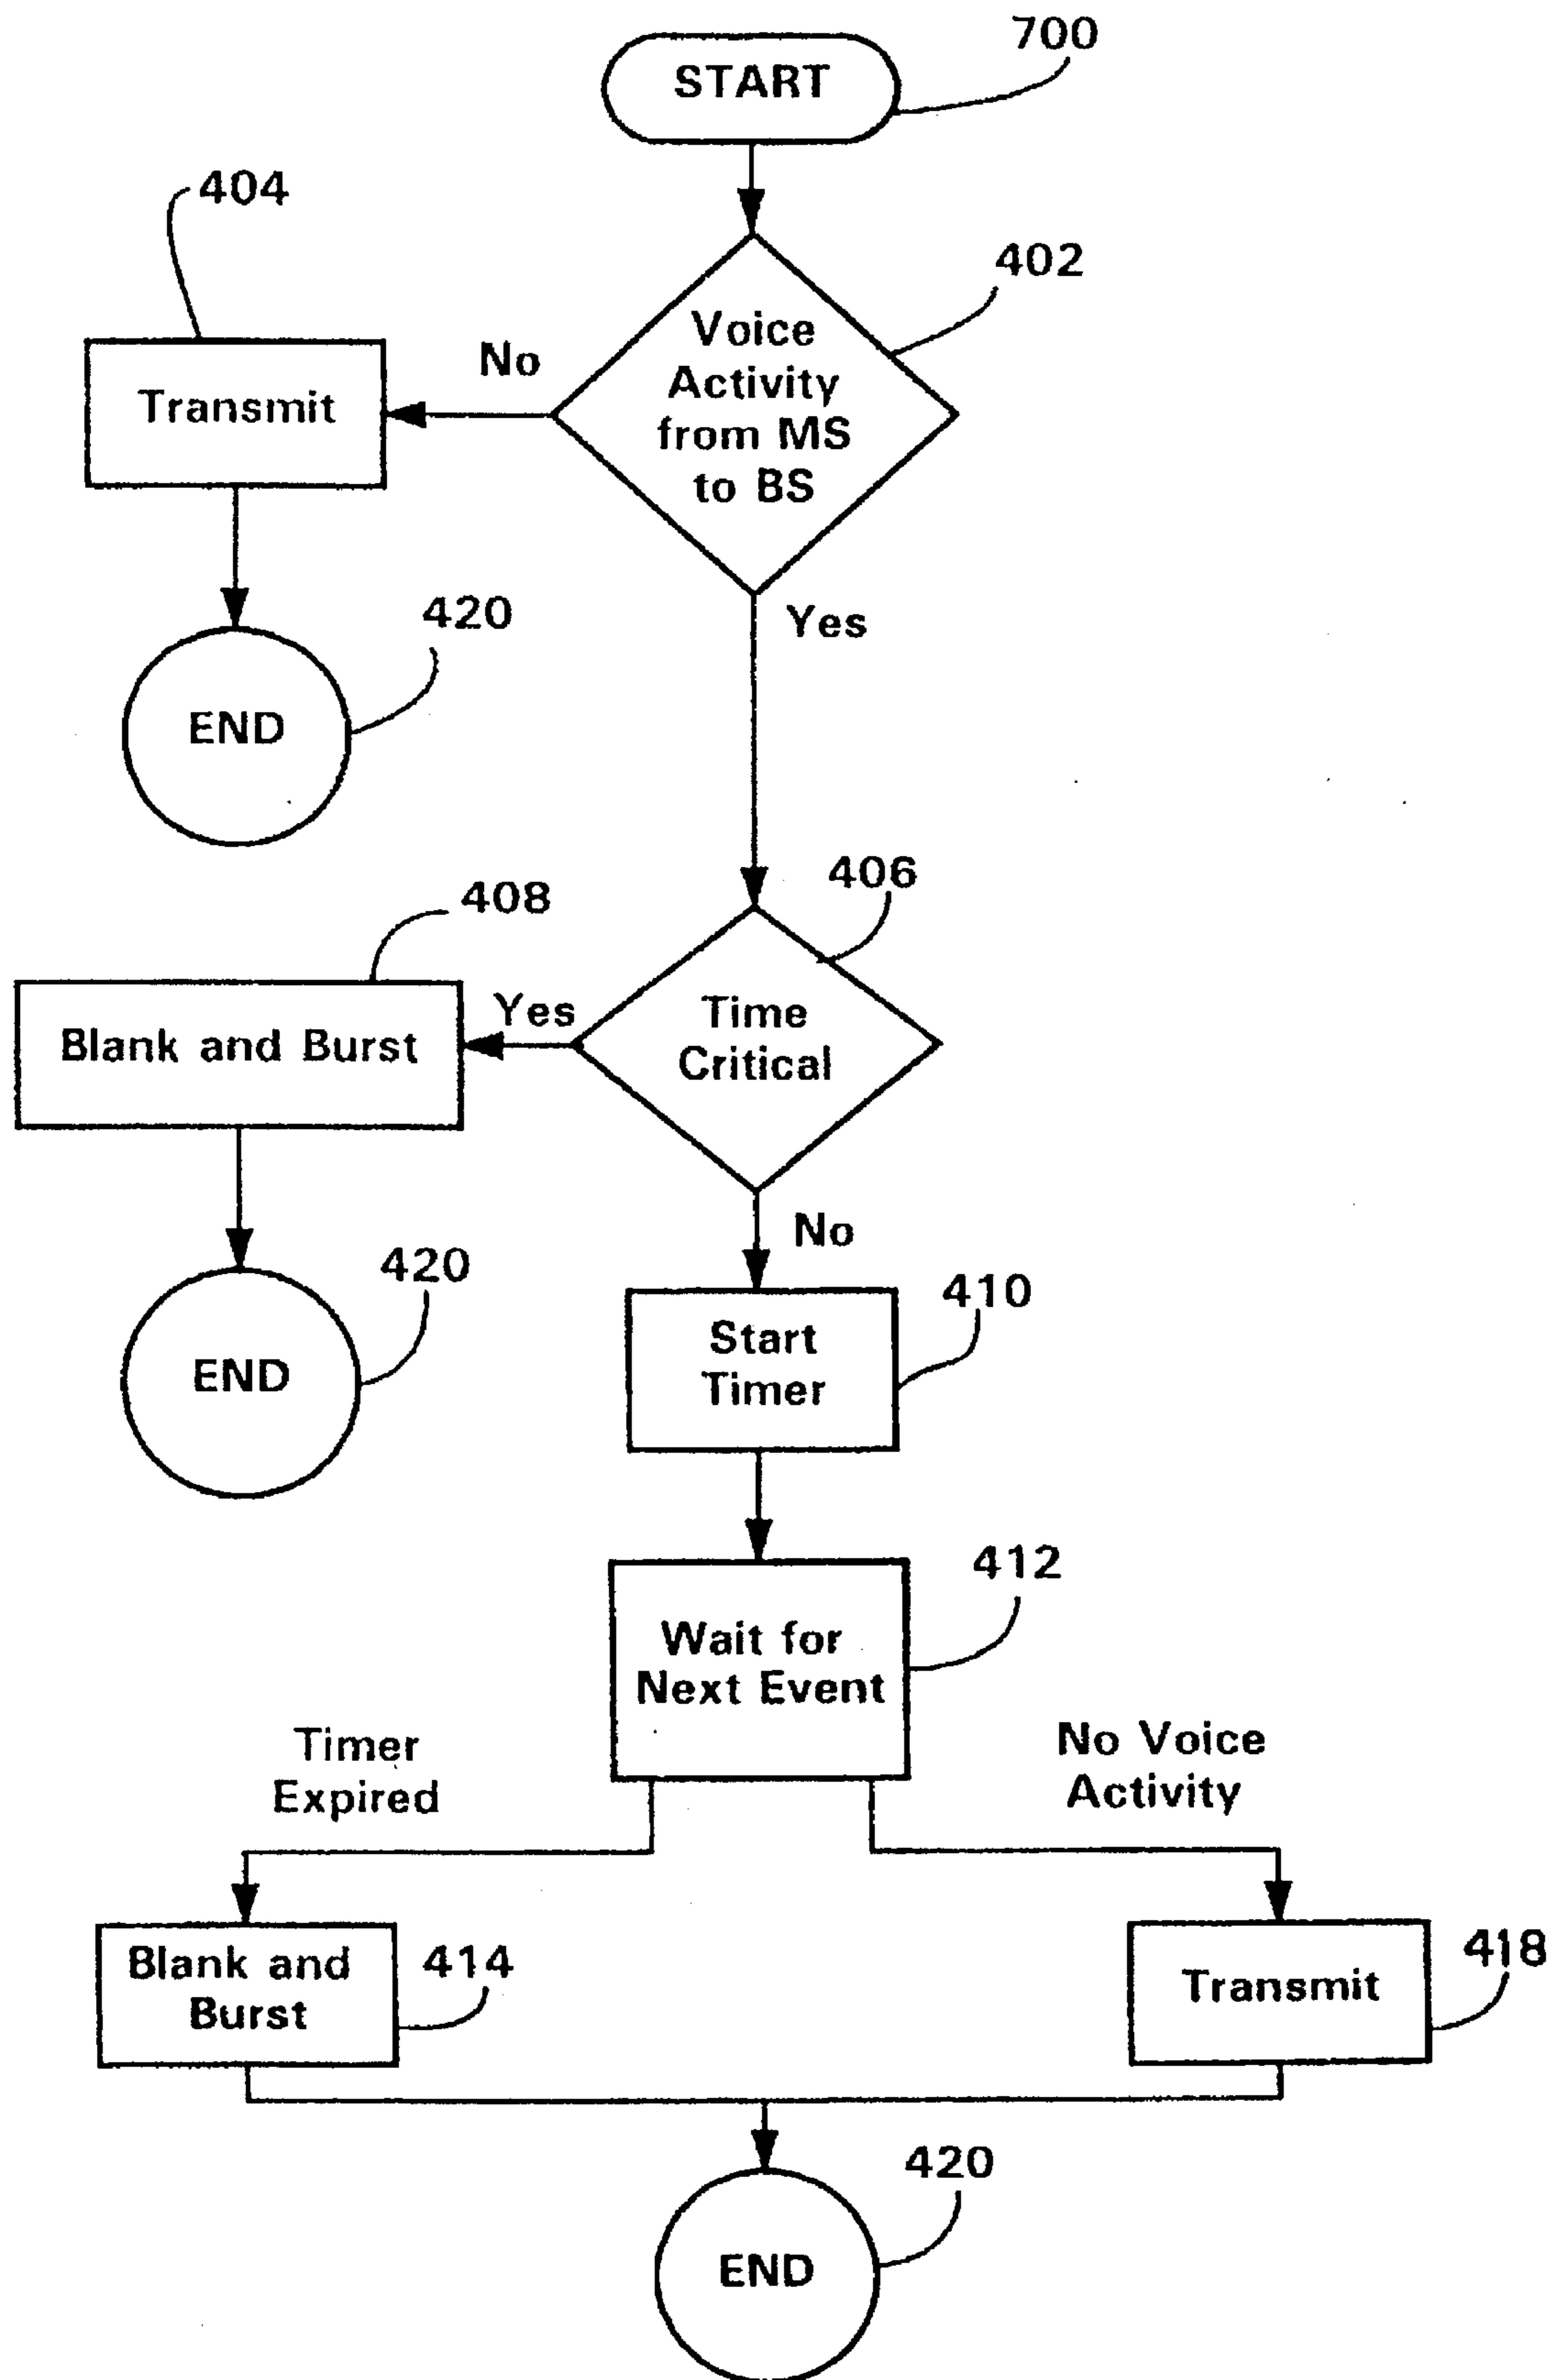 700
START
404
402
Voice
Activity
from MS
to BS
No
Transmit
Yes
420
END
406
408
Time
Critical
Yes
Blank and Burst
No
420
END
410
Start
Timer
412
Wait for
Next Event
Timer
Expired
No Voice
Activity
Blank and
Burst
414
Transmit
418
420
END